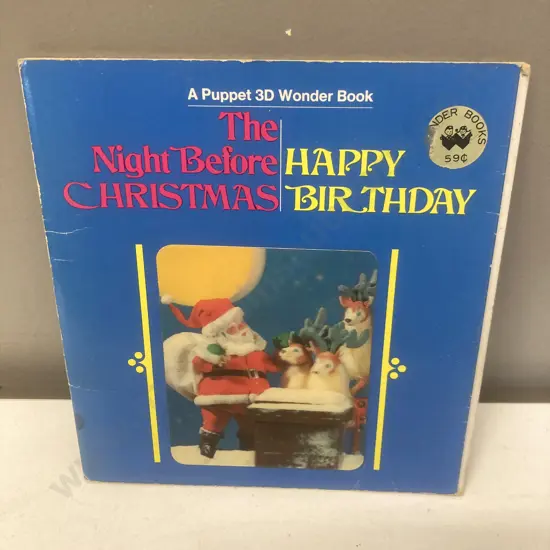 A Puppet 3D Wonder Book
The
Night Before
CHRISTMAS
HAPPY
BIRTHDAY
WONDER BOOKS
59¢